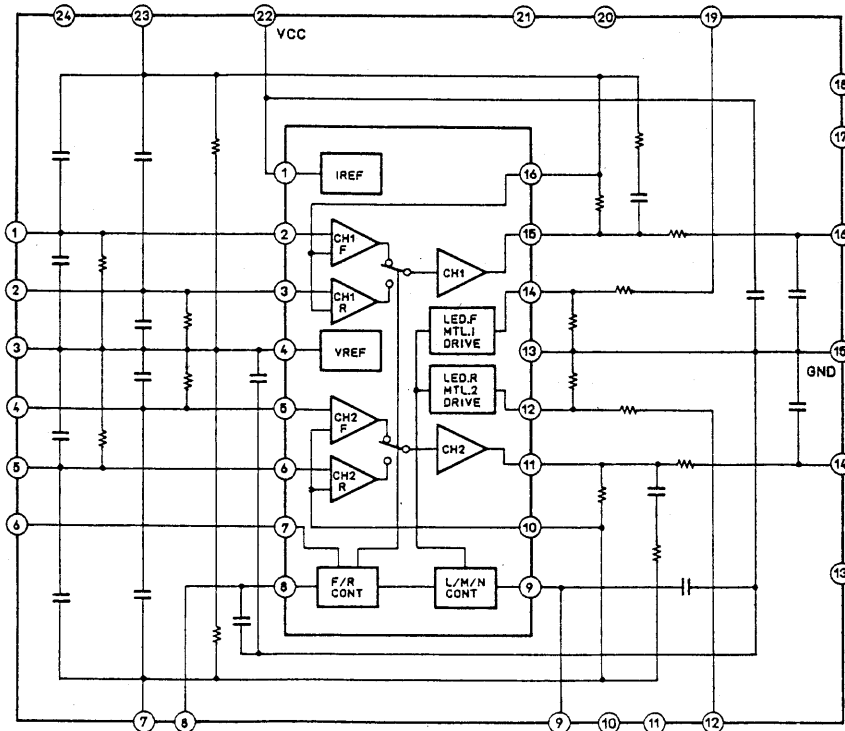 24 23 22 21 20 19
VCC
18
17
1 IREF 16
1 2 CH1 F 15 16
CH1
2 3 CH1 R 14
LED.F MTL.1 DRIVE
3 4 VREF 13 15
GND
LED.R MTL.2 DRIVE
4 5 CH2 F 12
CH2
5 6 CH2 R 11 14
6 7 10
8 F/R CONT L/M/N CONT 9 13
7 8 9 10 11 12